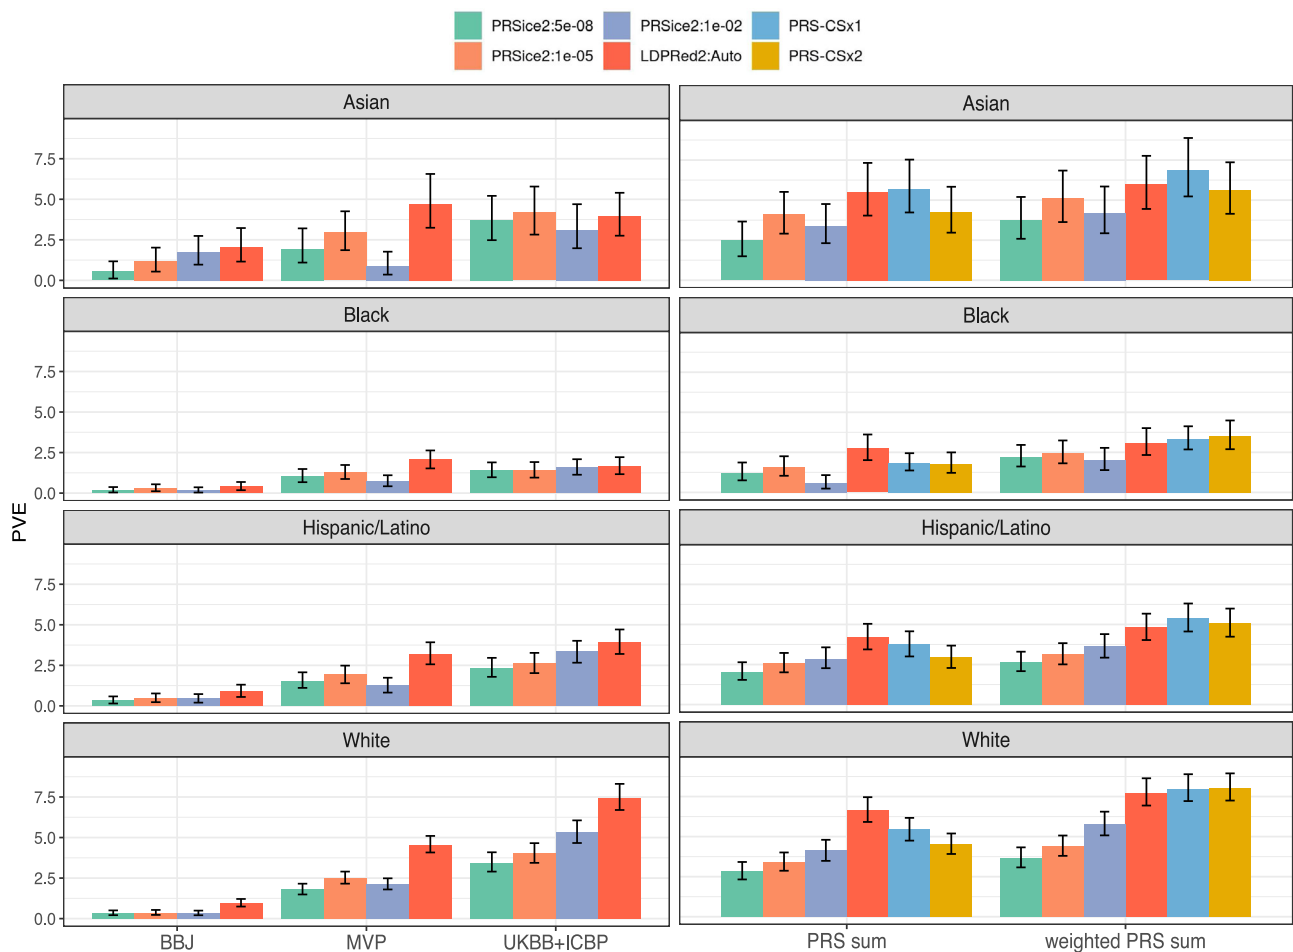 PRSice2:5e-08 PRSice2:1e-02 PRS-CSx1
PRSice2:1e-05 LDPRed2:Auto PRS-CSx2
Asian Asian
7.5
5.0
2.5
0.0
Black Black
7.5
5.0
2.5
0.0
PVE
Hispanic/Latino Hispanic/Latino
7.5
5.0
2.5
0.0
White White
7.5
5.0
2.5
0.0
BBJ MVP UKBB+ICBP PRS sum weighted PRS sum